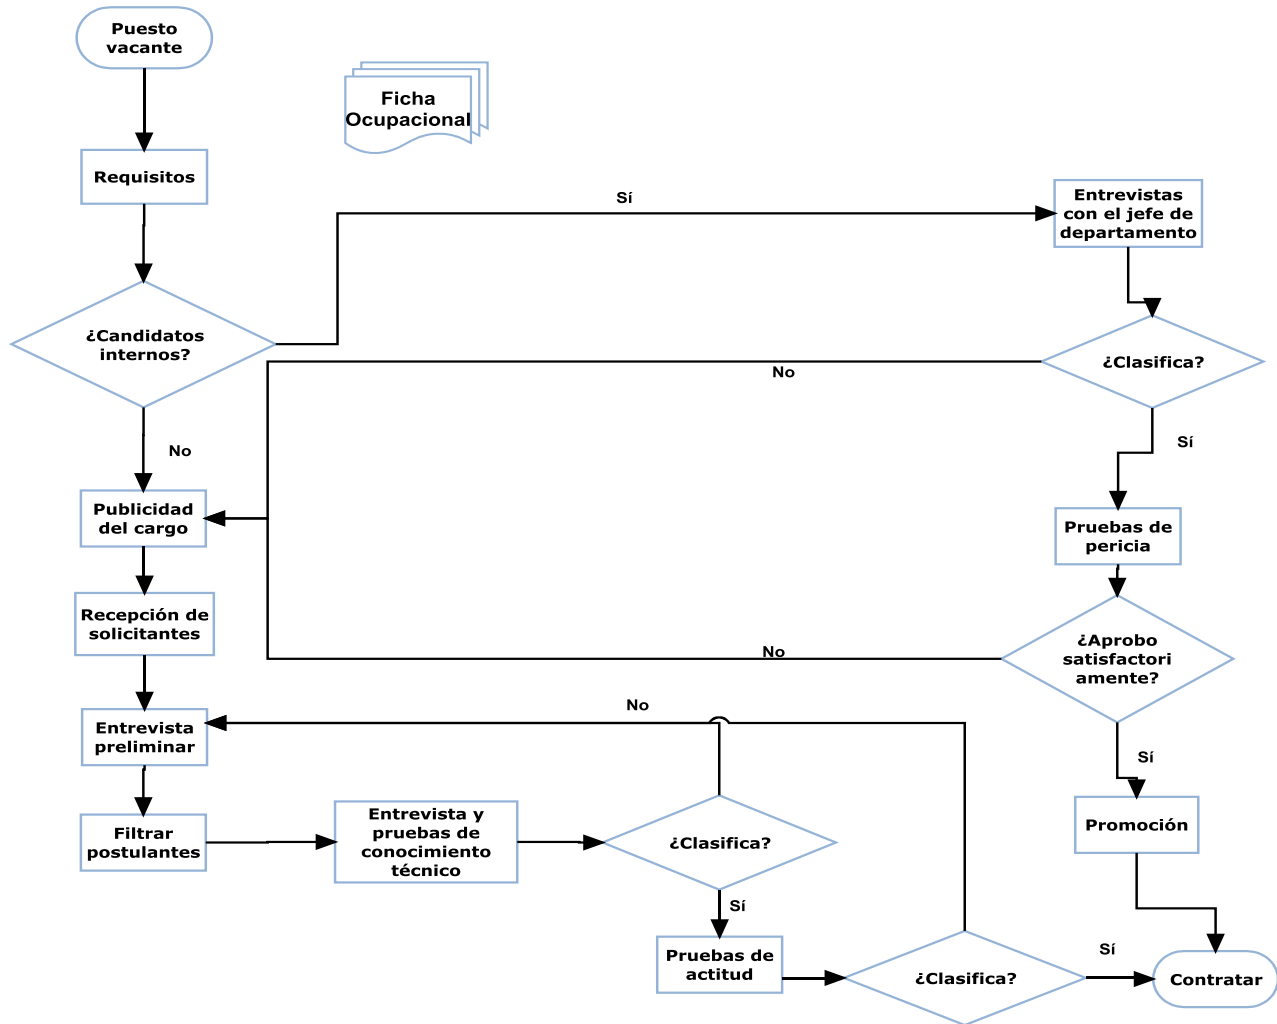 Puesto
vacante
Ficha
Ocupacional
Requisitos
Sí
Entrevistas
con el jefe de
departamento
¿Candidatos
internos?
¿Clasifica?
No
Sí
No
Publicidad
del cargo
Pruebas de
pericia
Recepción de
solicitantes
¿Aprobo
satisfactori
amente?
No
Entrevista
preliminar
No
Sí
Filtrar
postulantes
Entrevista y
pruebas de
conocimiento
técnico
¿Clasifica?
Promoción
Sí
Pruebas de
actitud
¿Clasifica?
Sí
Contratar